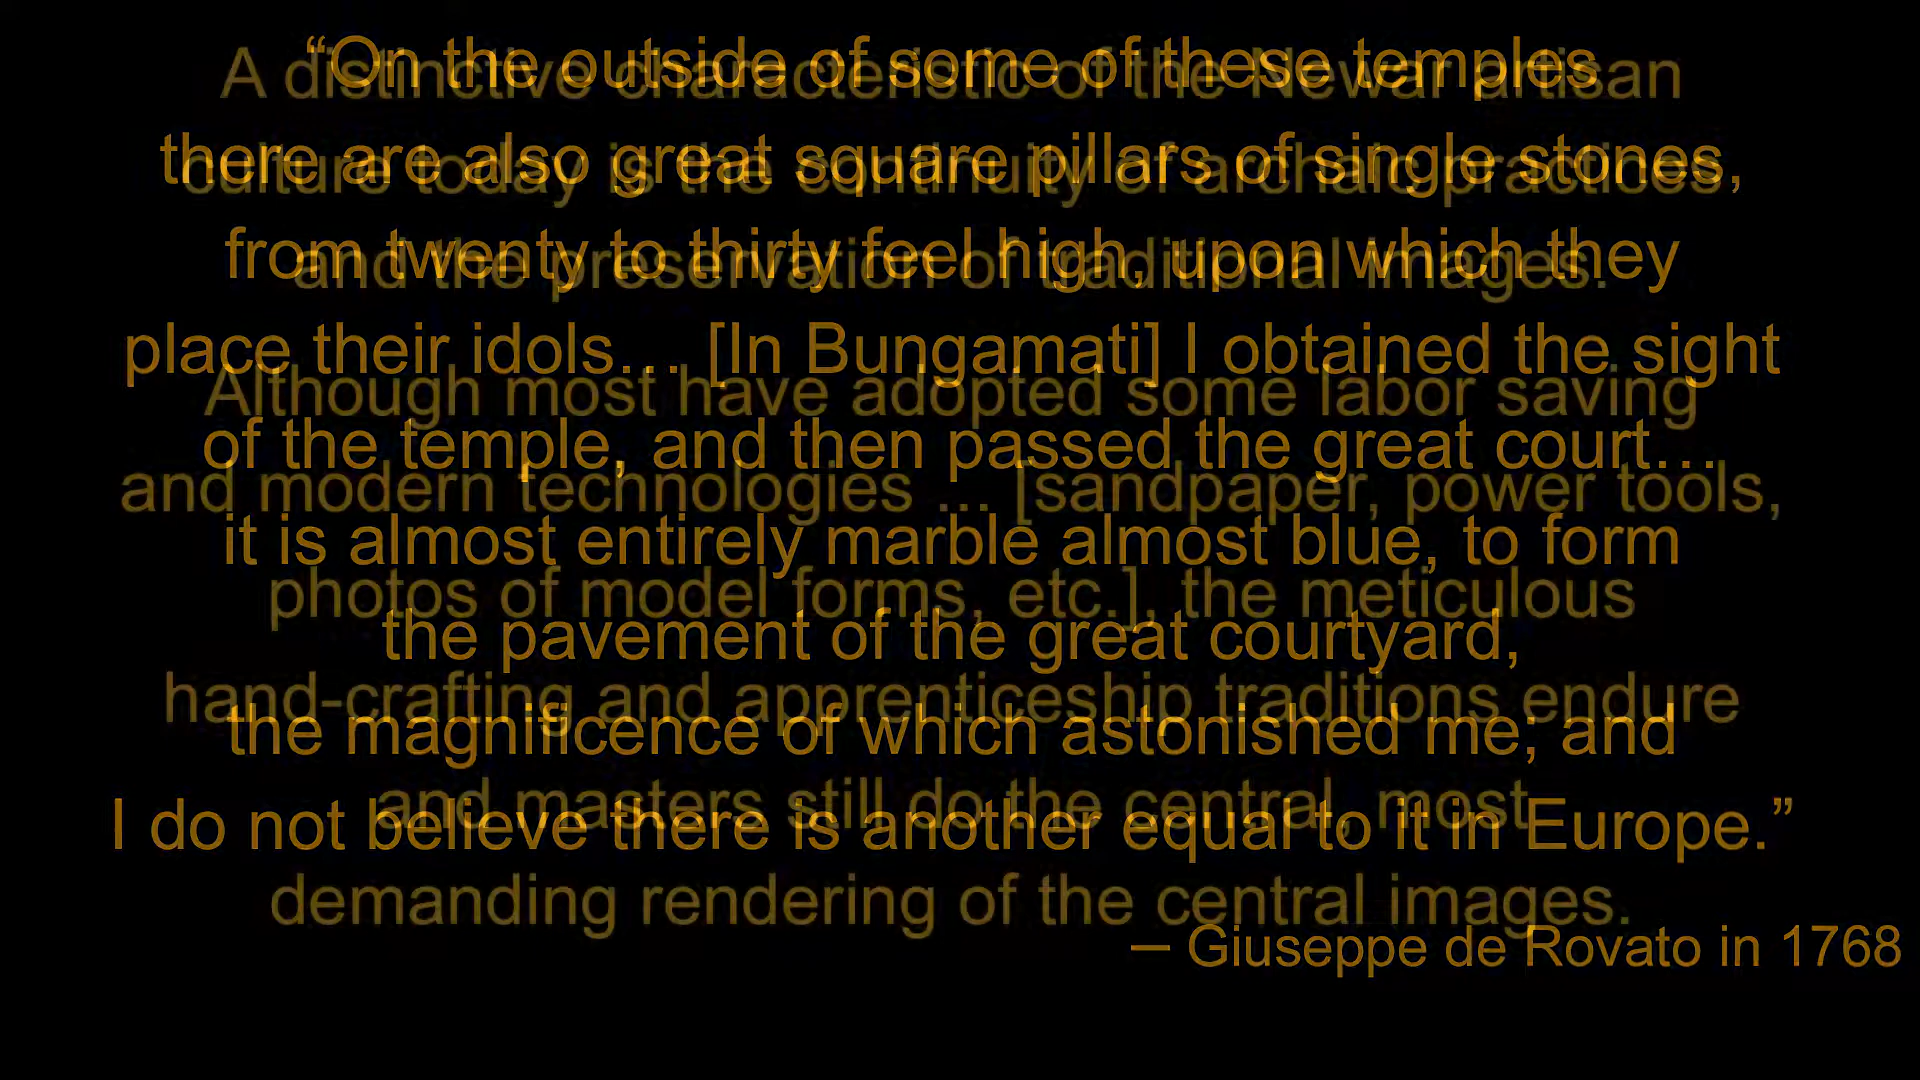 “On the outside of some of these temples
there are also great square pillars of single stones,
from twenty to thirty feel high, upon which they
place their idols… [In Bungamati] I obtained the sight
of the temple, and then passed the great court…
it is almost entirely marble almost blue, to form
the pavement of the great courtyard,
the magnificence of which astonished me; and
I do not believe there is another equal to it in Europe.”
– Giuseppe de Rovato in 1768
A distinctive characteristic of the Newar artisan
culture today is the continuity of archaic practices
and the preservation of traditional images.
Although most have adopted some labor saving
and modern technologies ... [sandpaper, power tools,
photos of model forms, etc.], the meticulous
hand-crafting and apprenticeship traditions endure
and masters still do the central, most
demanding rendering of the central images.